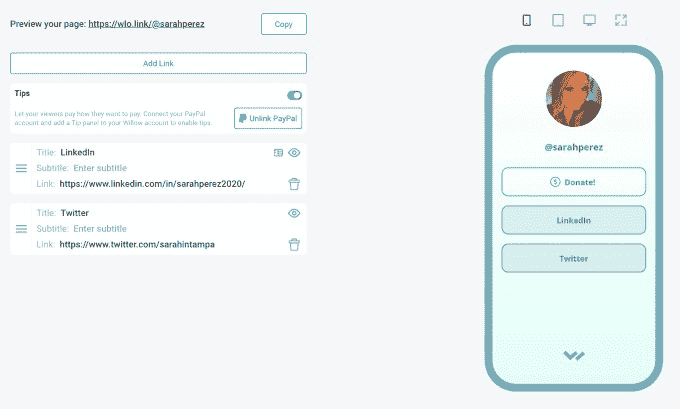 Preview your page: https://wlo.link/@sarahperez
Copy
Add Link
Tips
Let your viewers pay how they want to pay. Connect your PayPal
account and add a Tip panel to your Willow account to enable tips.
Unlink PayPal
Title: LinkedIn
Subtitle: Enter subtitle
Link: https://www.linkedin.com/in/sarahperez2020/
Title: Twitter
Subtitle: Enter subtitle
Link: https://www.twitter.com/sarahintampa
@sarahperez
$ Donate!
LinkedIn
Twitter